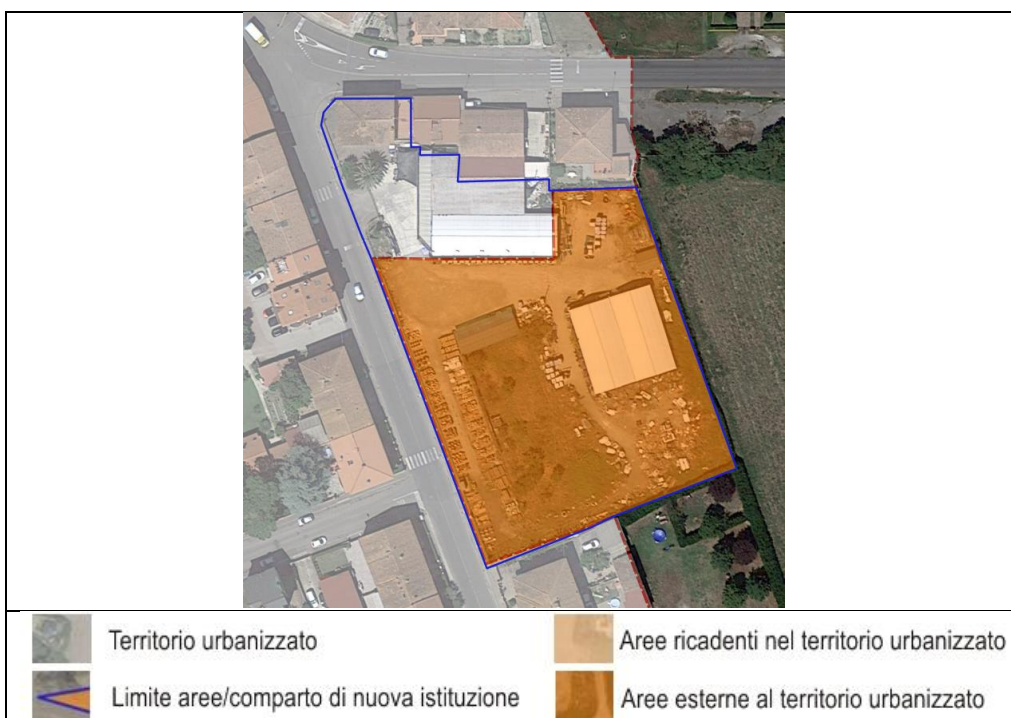 Territorio urbanizzato
Aree ricadenti nel territorio urbanizzato
Limite aree/comparto di nuova istituzione
Aree esterne al territorio urbanizzato